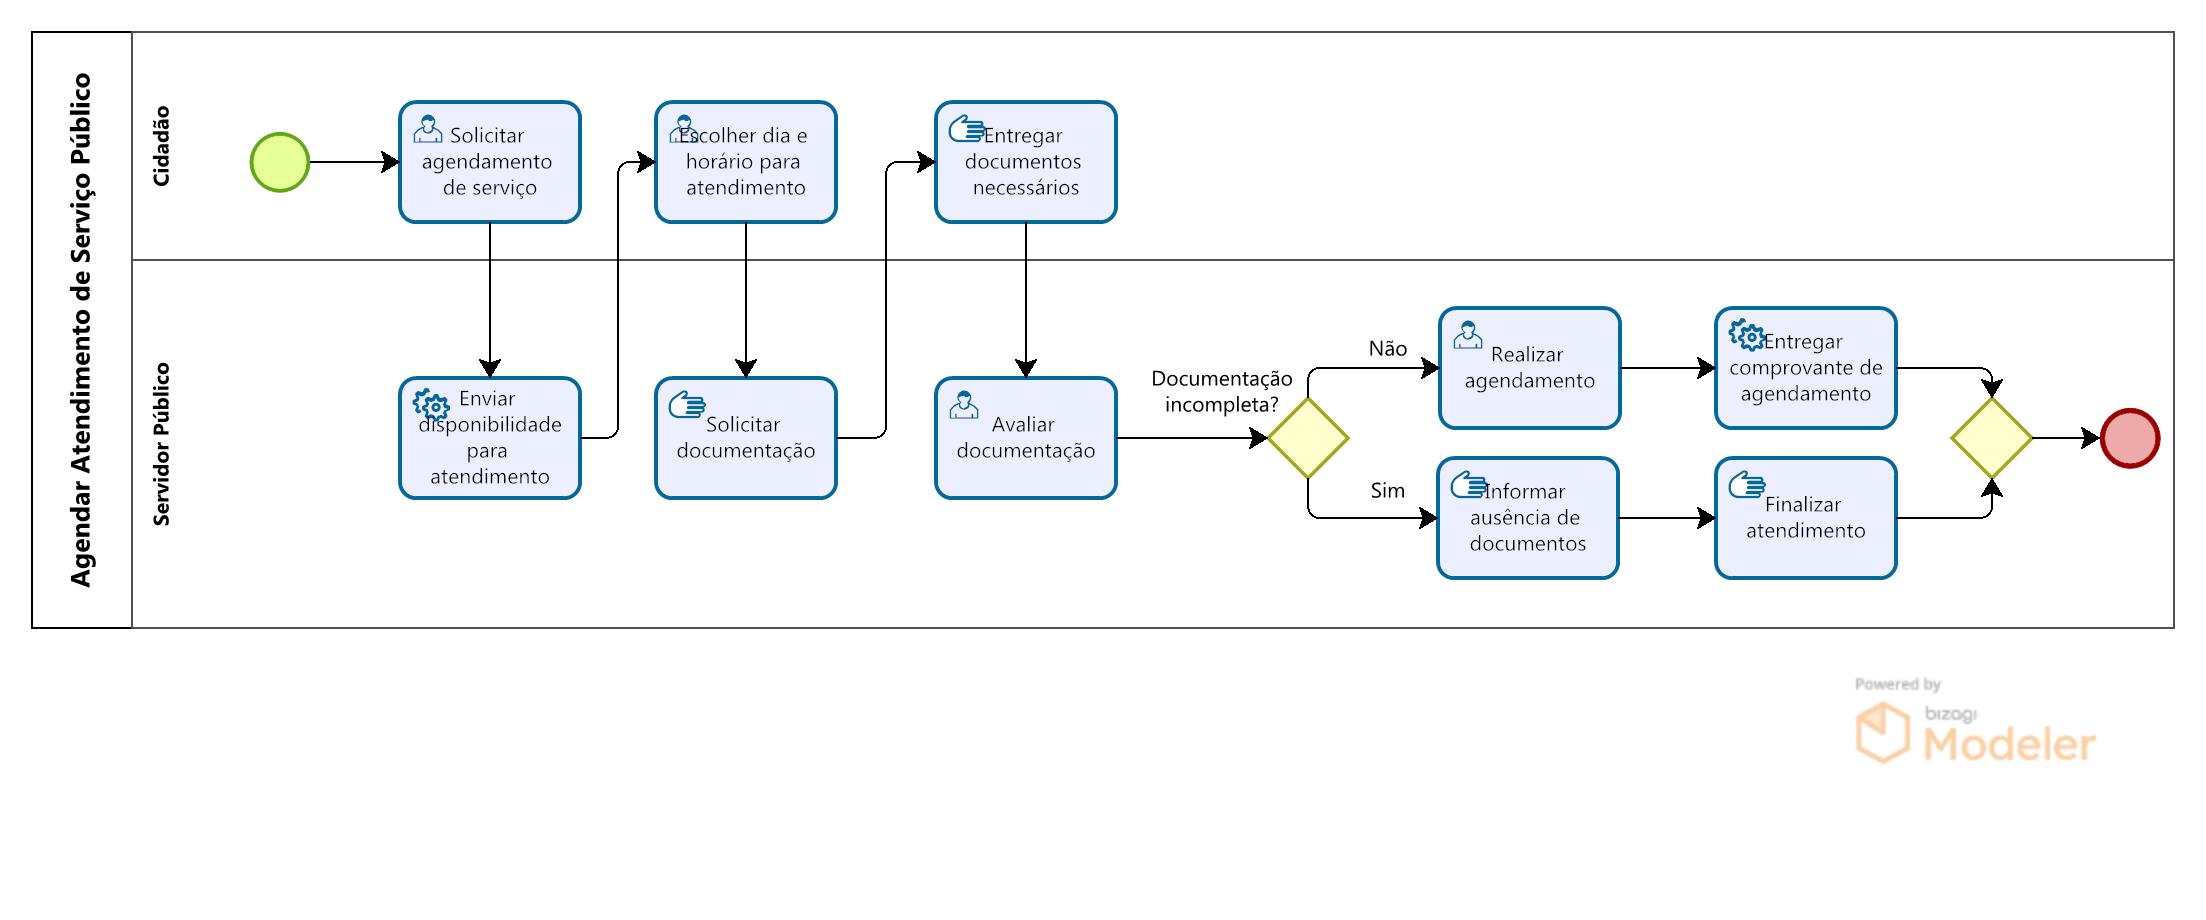 Agendar Atendimento de Serviço Público
Cidadão
Solicitar
agendamento
de serviço
Escolher dia e
horário para
atendimento
Entregar
documentos
necessários
Servidor Público
Enviar
disponibilidade
para
atendimento
Solicitar
documentação
Avaliar
documentação
Documentação
incompleta?
Não
Realizar
agendamento
Entregar
comprovante de
agendamento
Sim
Informar
ausência de
documentos
Finalizar
atendimento
Powered by
bizagi
Modeler